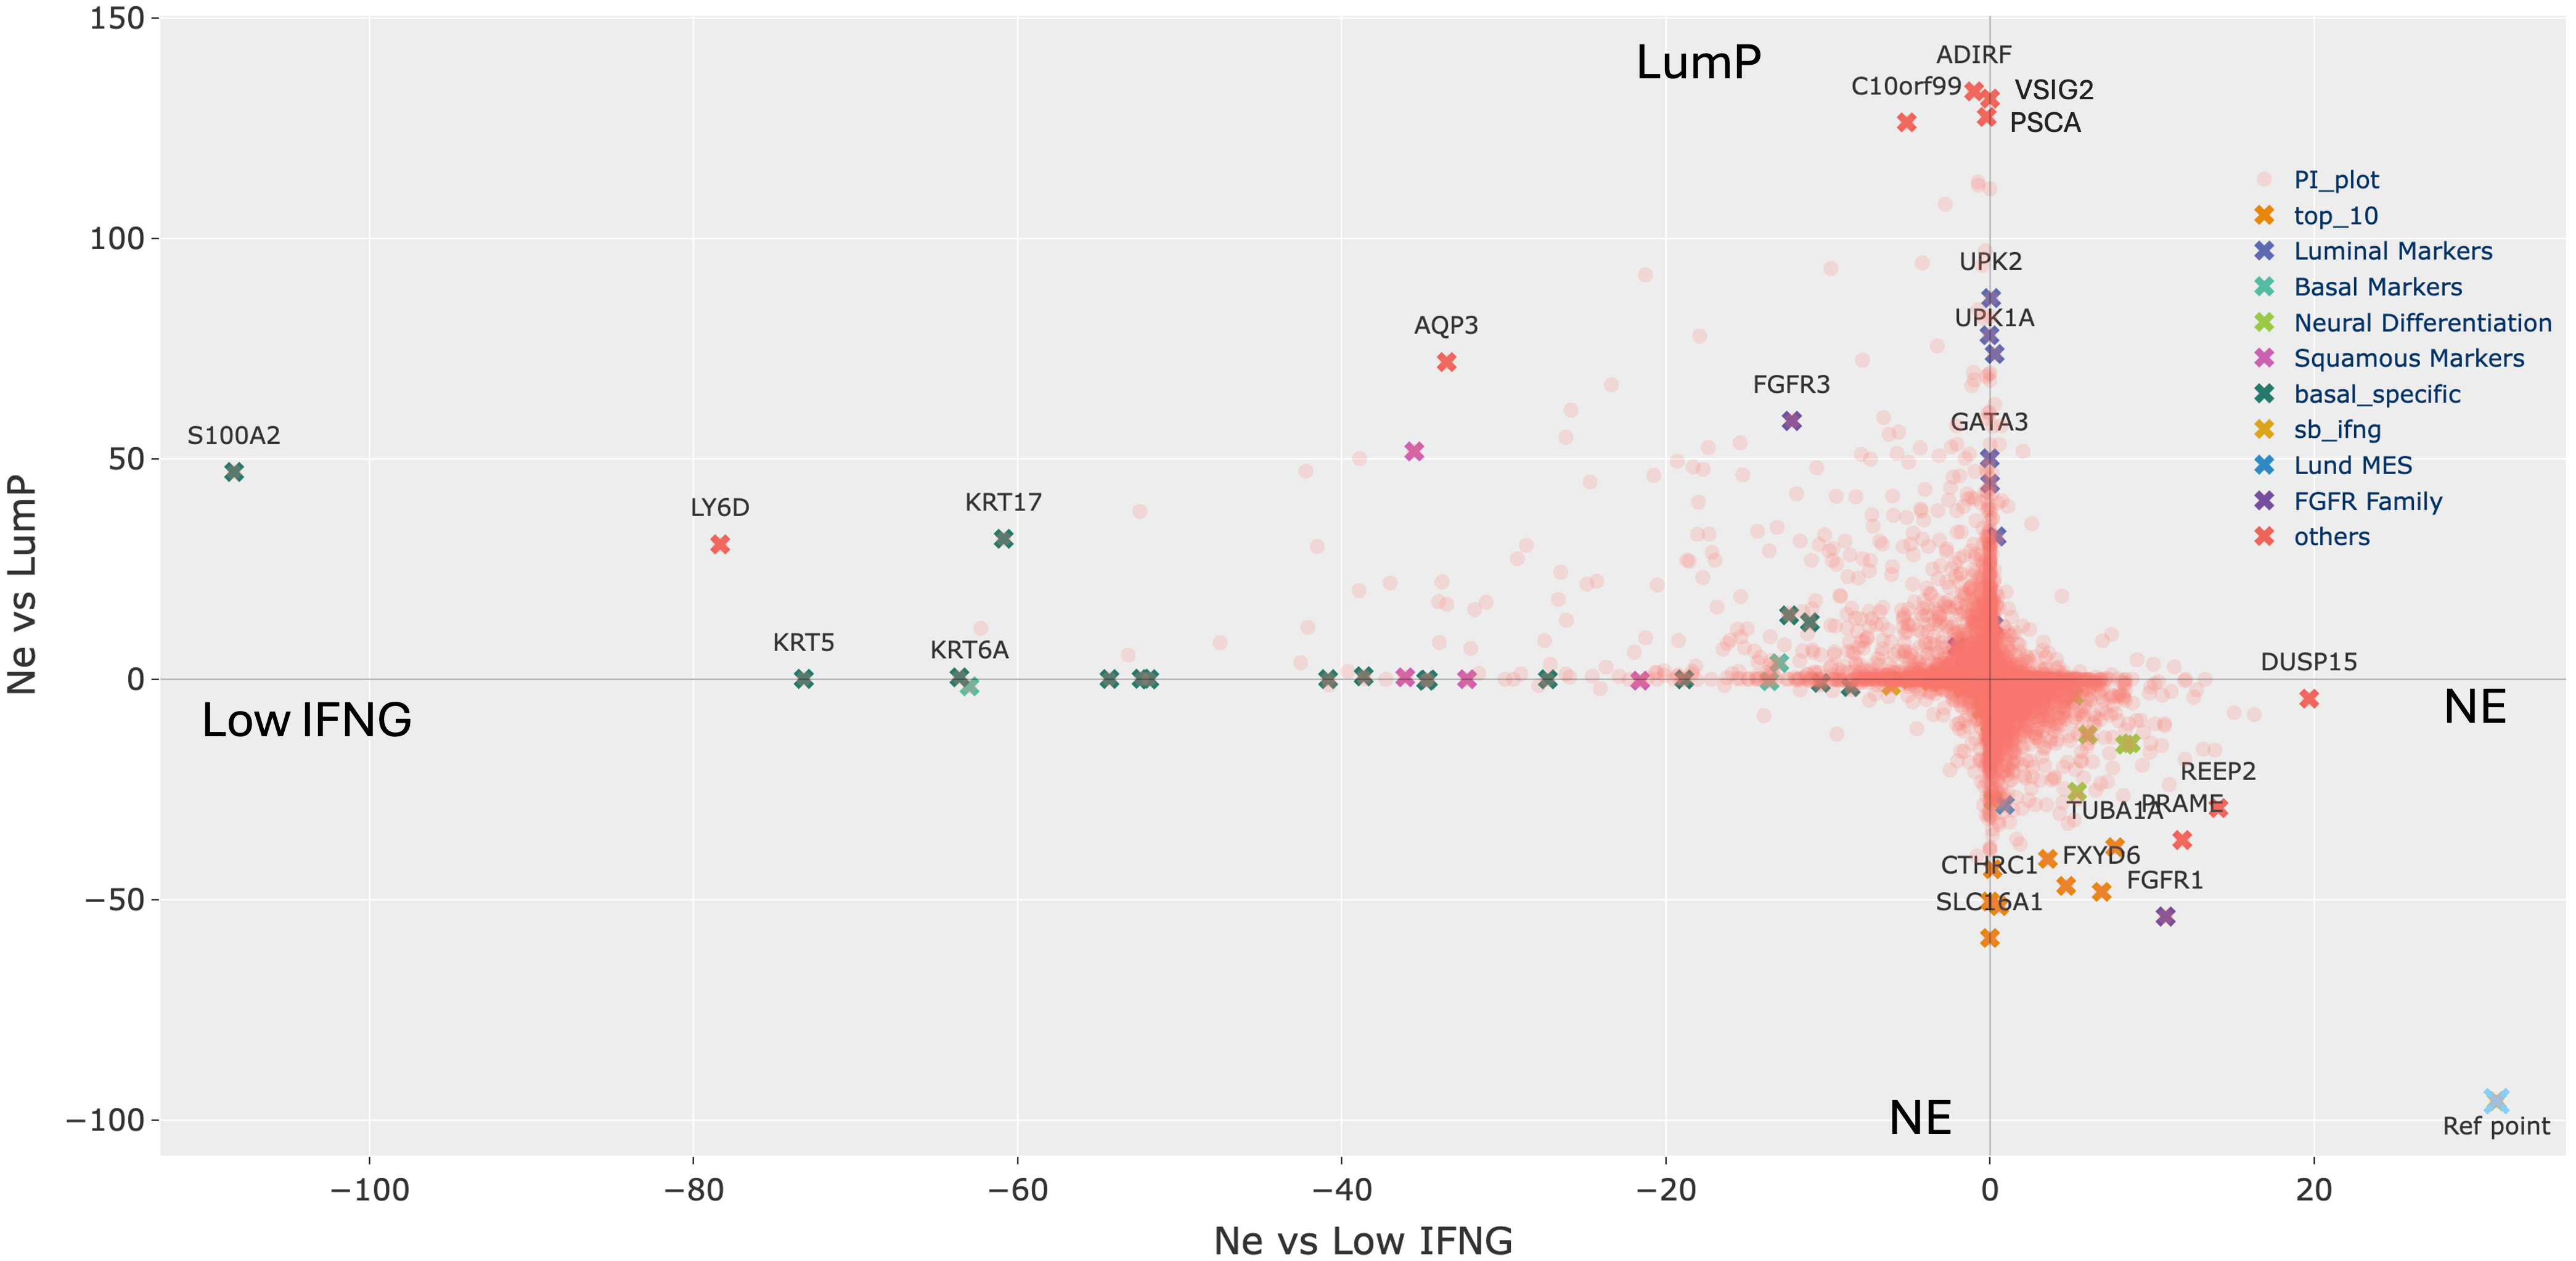 150
100
50
0
−50
−100
Ne vs LumP
LumP
ADIRF
C10orf99
VSIG2
PSCA
UPK2
UPK1A
AQP3
FGFR3
GATA3
S100A2
LY6D
KRT17
KRT5
KRT6A
DUSP15
Low IFNG
NE
REEP2
PRAME
TUBA1A
FXYD6
CTHRC1
FGFR1
SLC16A1
NE
Ref point
PI_plot
top_10
Luminal Markers
Basal Markers
Neural Differentiation
Squamous Markers
basal_specific
sb_ifng
Lund MES
FGFR Family
others
−100
−80
−60
−40
−20
0
20
Ne vs Low IFNG